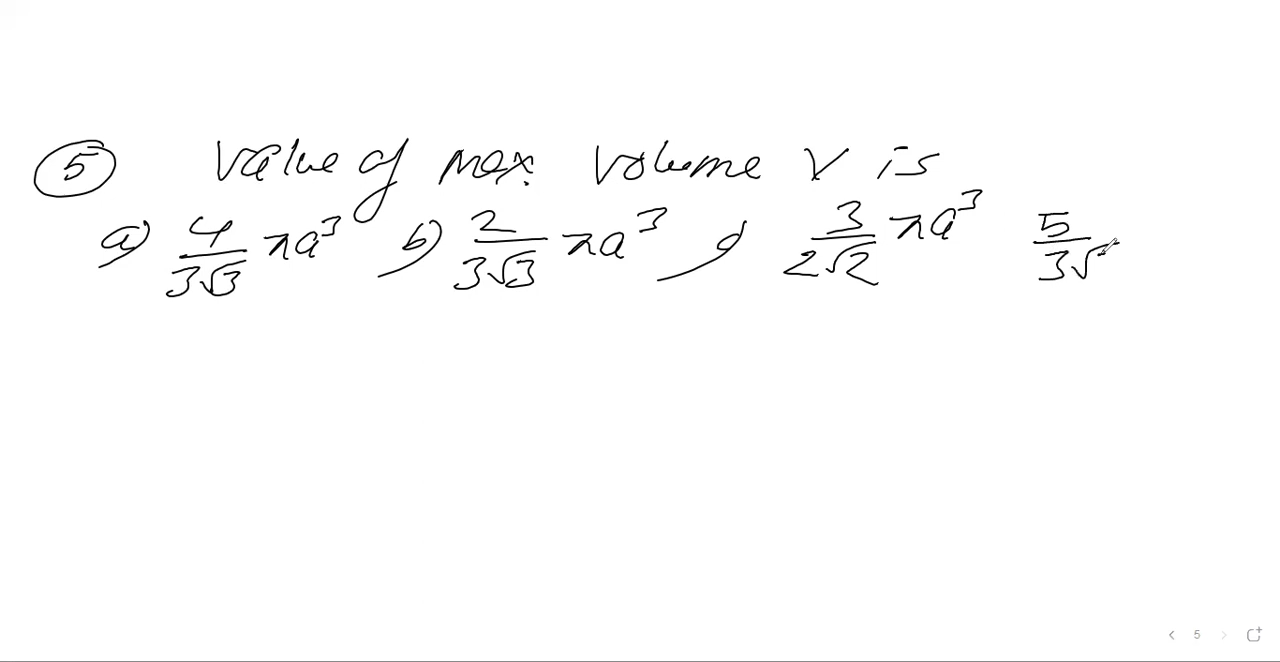 ⑤ Value of max. volume V is
a) 4/3√3 πa³ b) 2/3√3 πa³ c) 3/2√2 πa³ 5/3√
5